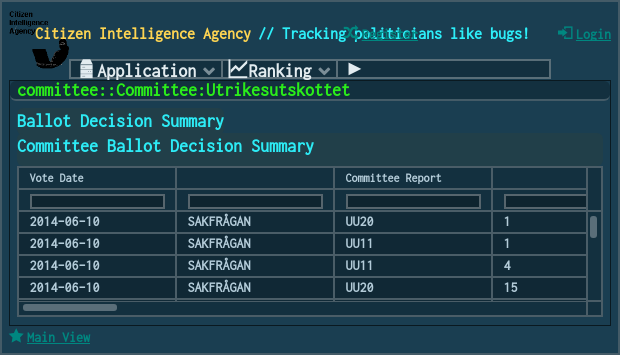 Citizen
Intelligence
Agency
Citizen Intelligence Agency // Tracking politicians like bugs!
Login
Application
Ranking
committee::Committee:Utrikesutskottet
Ballot Decision Summary
Committee Ballot Decision Summary
Vote Date Committee Report
2014-06-10 SAKFRÅGAN UU20 1
2014-06-10 SAKFRÅGAN UU11 1
2014-06-10 SAKFRÅGAN UU11 4
2014-06-10 SAKFRÅGAN UU20 15
Main View